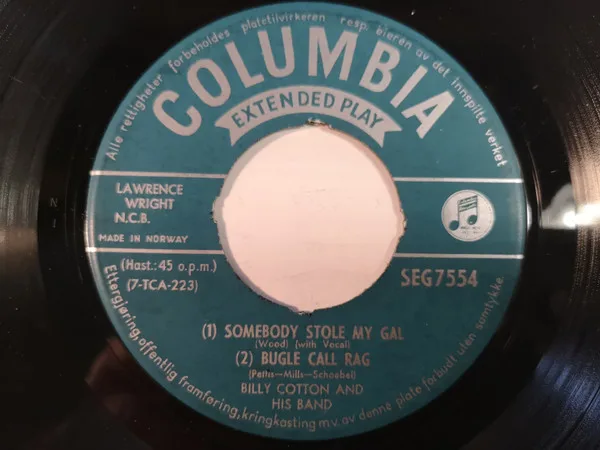 Alle rettigheter forbeholdes platetilvirkeren resp. eieren av det innspilte verket
COLUMBIA
EXTENDED PLAY
LAWRENCE
WRIGHT
N.C.B.
MADE IN NORWAY
(Hast.: 45 o.p.m.)
(7-TCA-223)
SEG7554
(1) SOMEBODY STOLE MY GAL
(Wood) (with Vocal)
(2) BUGLE CALL RAG
(Pettis—Mills—Schoebel)
BILLY COTTON AND
HIS BAND
Ettergjøring, offentlig framføring, kringkasting m v. av denne plate forbudt uten samtykke.